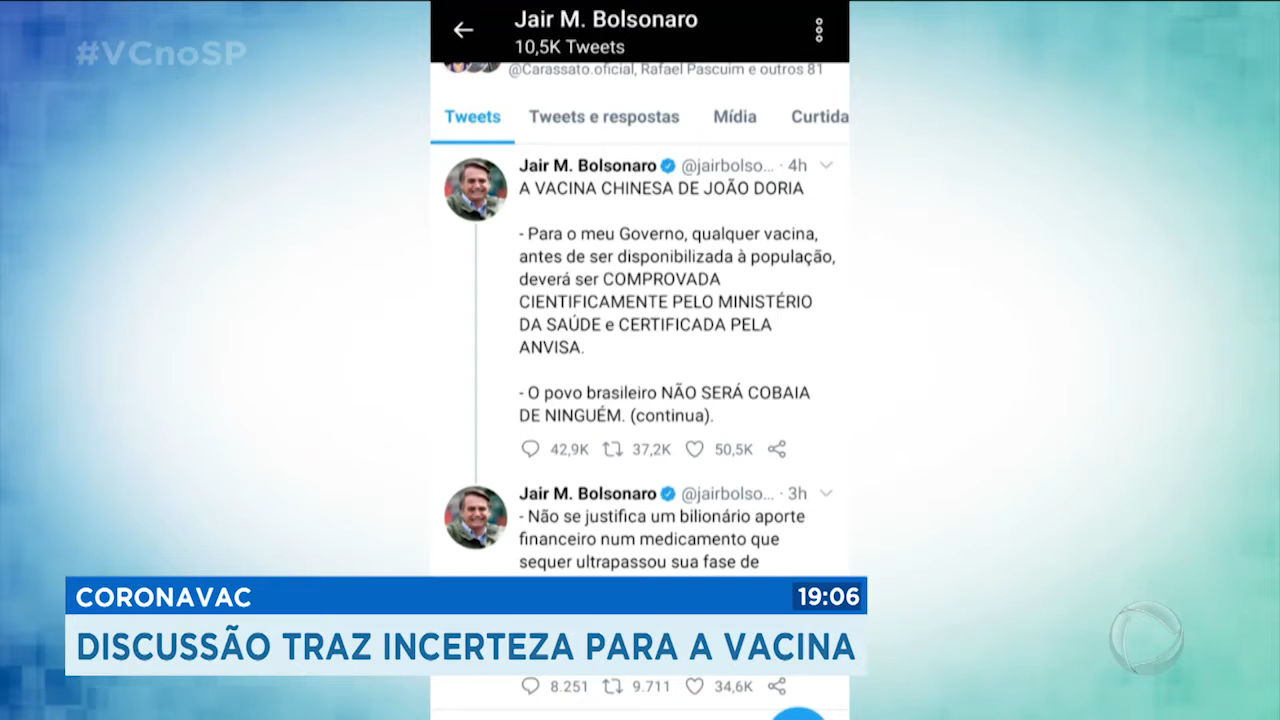 #VCnoSP
Jair M. Bolsonaro
10,5K Tweets
@Carassato.oficial, Rafael Pascuim e outros 81
Tweets Tweets e respostas Mídia Curtida
Jair M. Bolsonaro @jairbolso... · 4h
A VACINA CHINESA DE JOÃO DORIA
- Para o meu Governo, qualquer vacina,
antes de ser disponibilizada à população,
deverá ser COMPROVADA
CIENTIFICAMENTE PELO MINISTÉRIO
DA SAÚDE e CERTIFICADA PELA
ANVISA.
- O povo brasileiro NÃO SERÁ COBAIA
DE NINGUÉM. (continua).
42,9K 37,2K 50,5K
Jair M. Bolsonaro @jairbolso... · 3h
- Não se justifica um bilionário aporte
financeiro num medicamento que
sequer ultrapassou sua fase de
CORONAVAC 19:06
DISCUSSÃO TRAZ INCERTEZA PARA A VACINA
8.251 9.711 34,6K